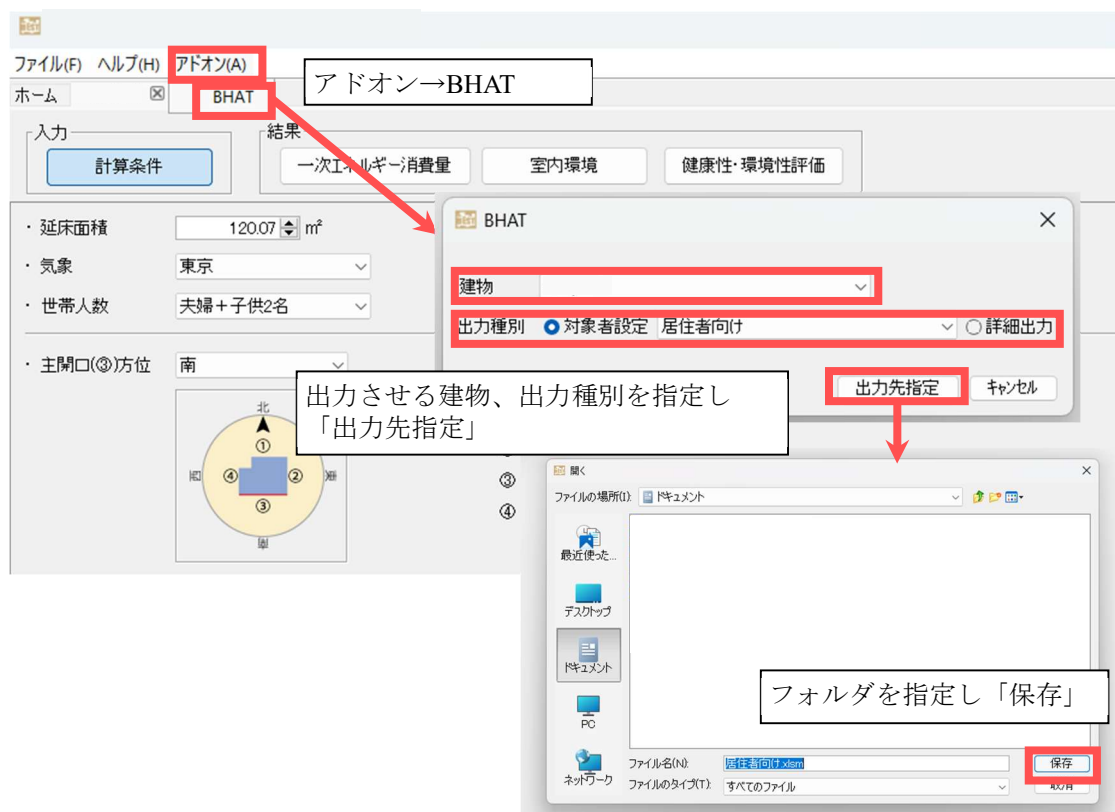 BEST
ファイル(F) ヘルプ(H) アドオン(A)
アドオン→BHAT
ホーム BHAT
入力
結果
計算条件
一次エネルギー消費量 室内環境 健康性・環境性評価
・ 延床面積 120.07 m²
・ 気象 東京
・ 世帯人数 夫婦+子供2名
・ 主開口(③)方位 南
北
①
西 ④ ② 東
③
南
③
④
BEST BHAT
建物
出力種別 対象者設定 居住者向け 詳細出力
出力先指定 キャンセル
出力させる建物、出力種別を指定し
「出力先指定」
開く
ファイルの場所(I): ドキュメント
最近使った...
デスクトップ
ドキュメント
PC
ネットワーク
フォルダを指定し「保存」
ファイル名(N): 居住者向け.xlsm 保存
ファイルのタイプ(T): すべてのファイル 取消